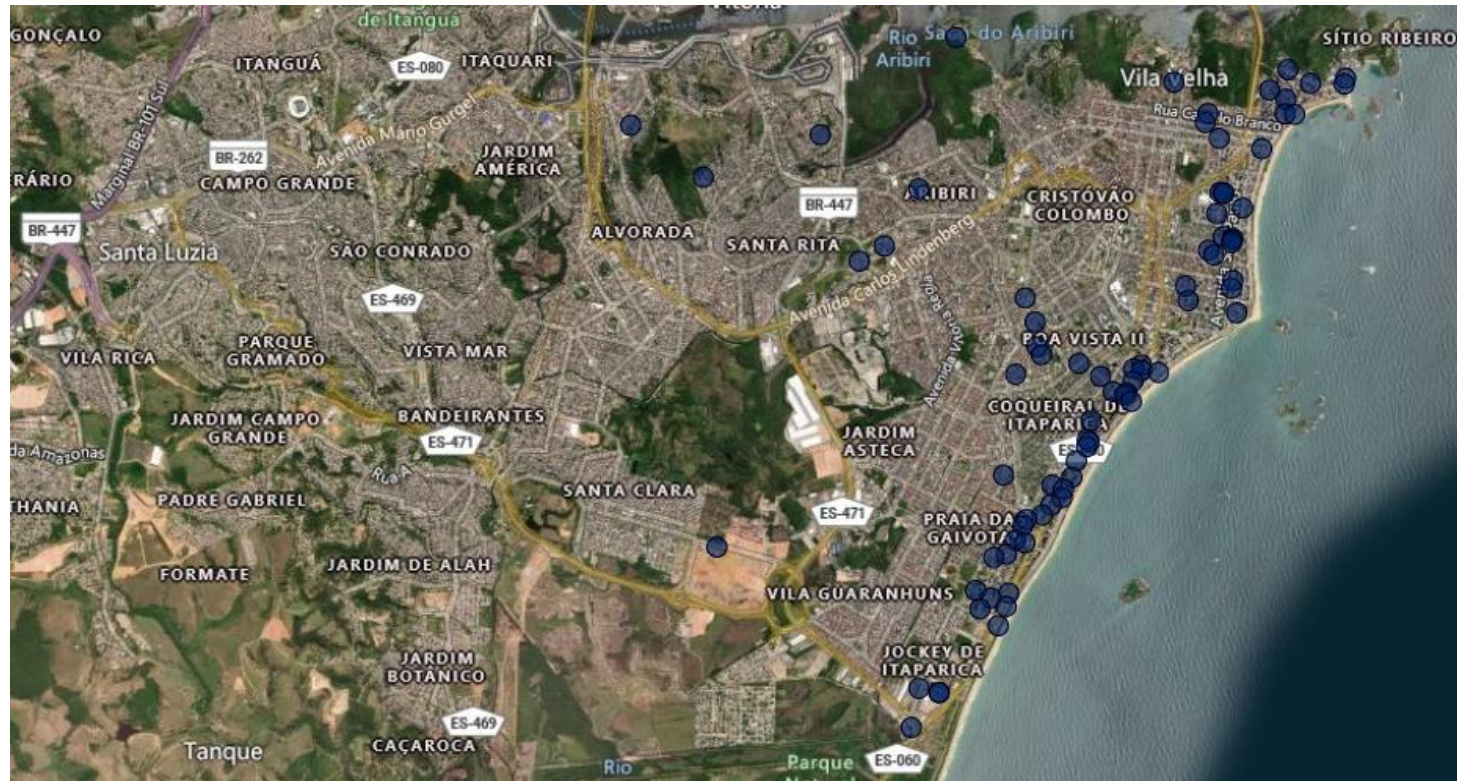 de Itanguá
Vitória
GONÇALO
ITANGUÁ
ES-080
ITAQUARI
Rio
Aribiri
Saco do Aribiri
SÍTIO RIBEIRO
Vila Velha
Marginal BR-101 Sul
Avenida Mário Gurgel
Rua Castelo Branco
BR-262
JARDIM
AMÉRICA
ERÁRIO
CAMPO GRANDE
BR-447
ARIBIRI
CRISTÓVÃO
COLOMBO
BR-447
Santa Luzia
SÃO CONRADO
ALVORADA
SANTA RITA
Avenida Carlos Lindenberg
ES-469
PARQUE
GRAMADO
VILA RICA
VISTA MAR
BOA VISTA II
JARDIM CAMPO
GRANDE
BANDEIRANTES
COQUEIRAL DE
ITAPARICA
ES-471
JARDIM
ASTECA
da Amazonas
Rua A
PADRE GABRIEL
SANTA CLARA
THANIA
ES-471
PRAIA DA
GAIVOTA
FORMATE
JARDIM DE ALAH
VILA GUARANHUNS
JARDIM
BOTÂNICO
JOCKEY DE
ITAPARICA
ES-469
CAÇAROCA
Tanque
Rio
Parque
ES-060